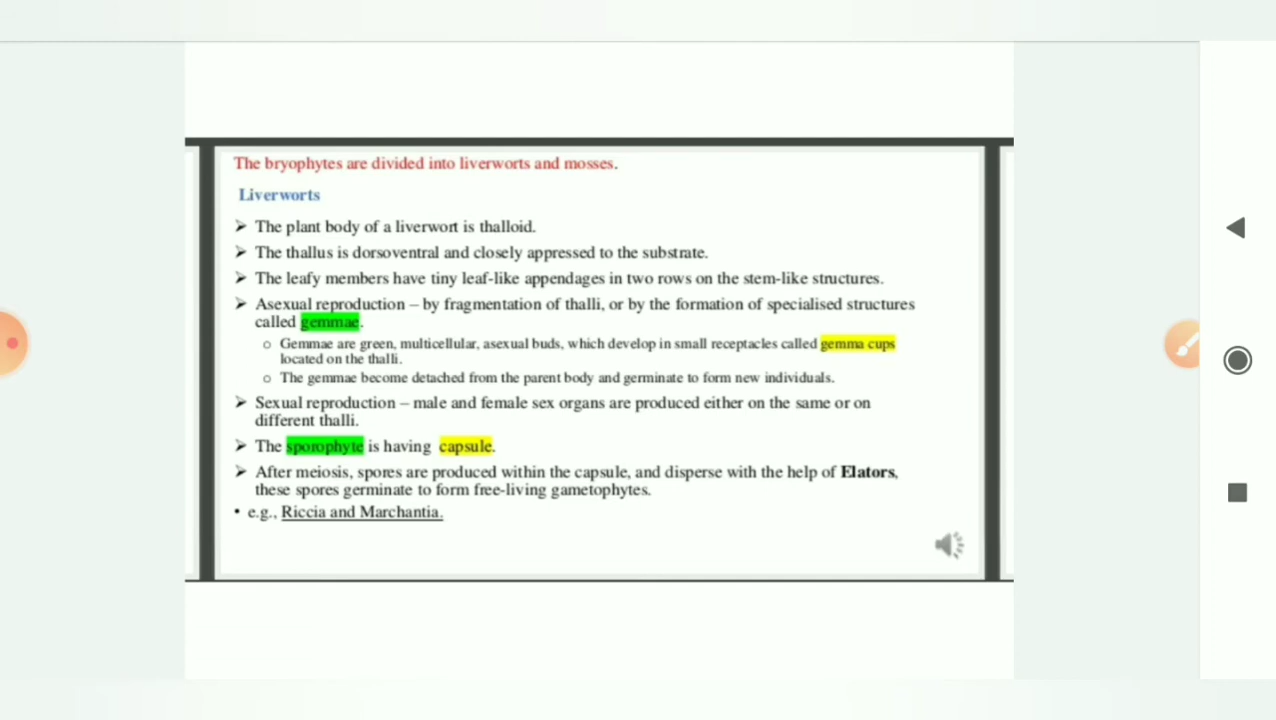 The bryophytes are divided into liverworts and mosses.
Liverworts
➢ The plant body of a liverwort is thalloid.
➢ The thallus is dorsoventral and closely appressed to the substrate.
➢ The leafy members have tiny leaf-like appendages in two rows on the stem-like structures.
➢ Asexual reproduction – by fragmentation of thalli, or by the formation of specialised structures
called gemmae.
o Gemmae are green, multicellular, asexual buds, which develop in small receptacles called gemma cups
located on the thalli.
o The gemmae become detached from the parent body and germinate to form new individuals.
➢ Sexual reproduction – male and female sex organs are produced either on the same or on
different thalli.
➢ The sporophyte is having capsule.
➢ After meiosis, spores are produced within the capsule, and disperse with the help of Elators,
these spores germinate to form free-living gametophytes.
• e.g., Riccia and Marchantia.